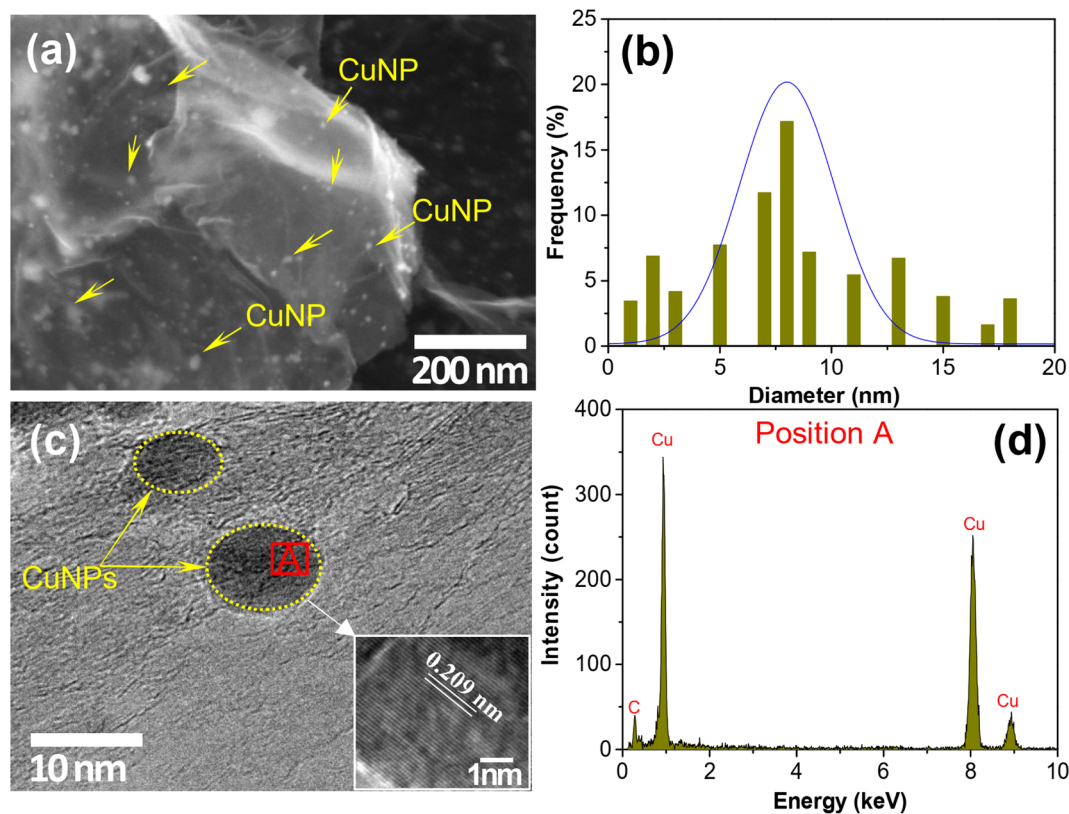 (a)
CuNP
CuNP
CuNP
200 nm
(b)
Frequency (%)
25
20
15
10
5
0
0 5 10 15 20
Diameter (nm)
(c)
A
CuNPs
0.209 nm
1nm
10 nm
(d)
Position A
Intensity (count)
400
300
200
100
0
Cu
Cu
C
Cu
0 2 4 6 8 10
Energy (keV)